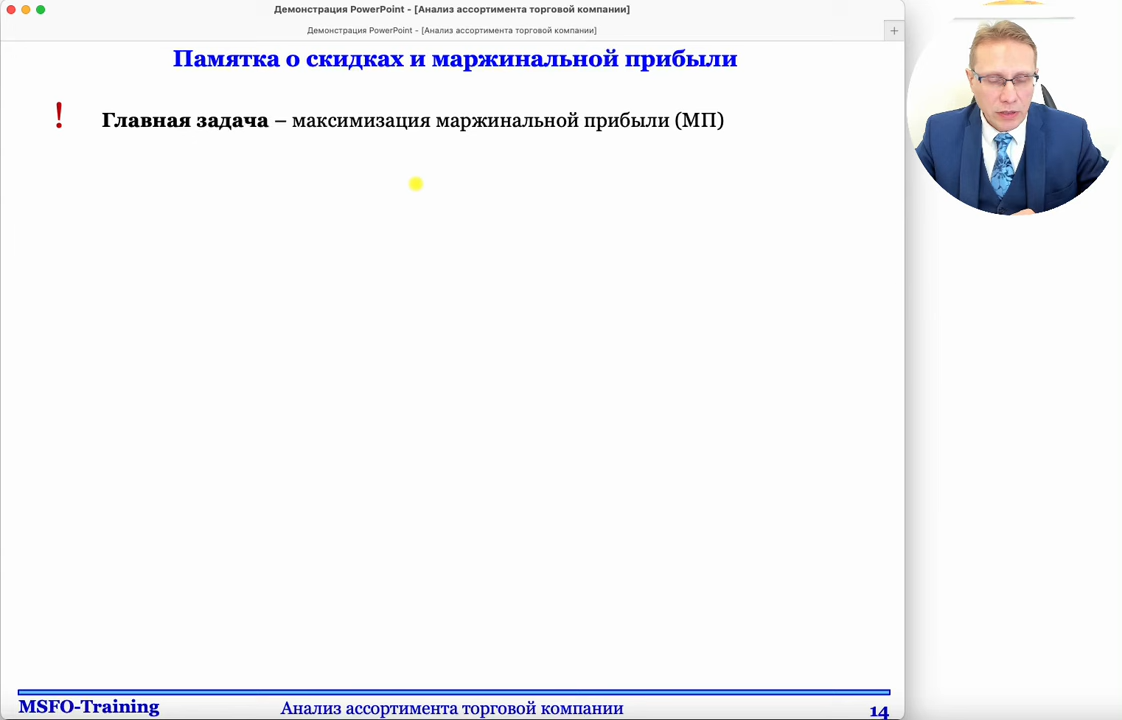 Демонстрация PowerPoint - [Анализ ассортимента торговой компании]
Демонстрация PowerPoint - [Анализ ассортимента торговой компании]
+
Памятка о скидках и маржинальной прибыли
! Главная задача – максимизация маржинальной прибыли (МП)
MSFO-Training Анализ ассортимента торговой компании 14